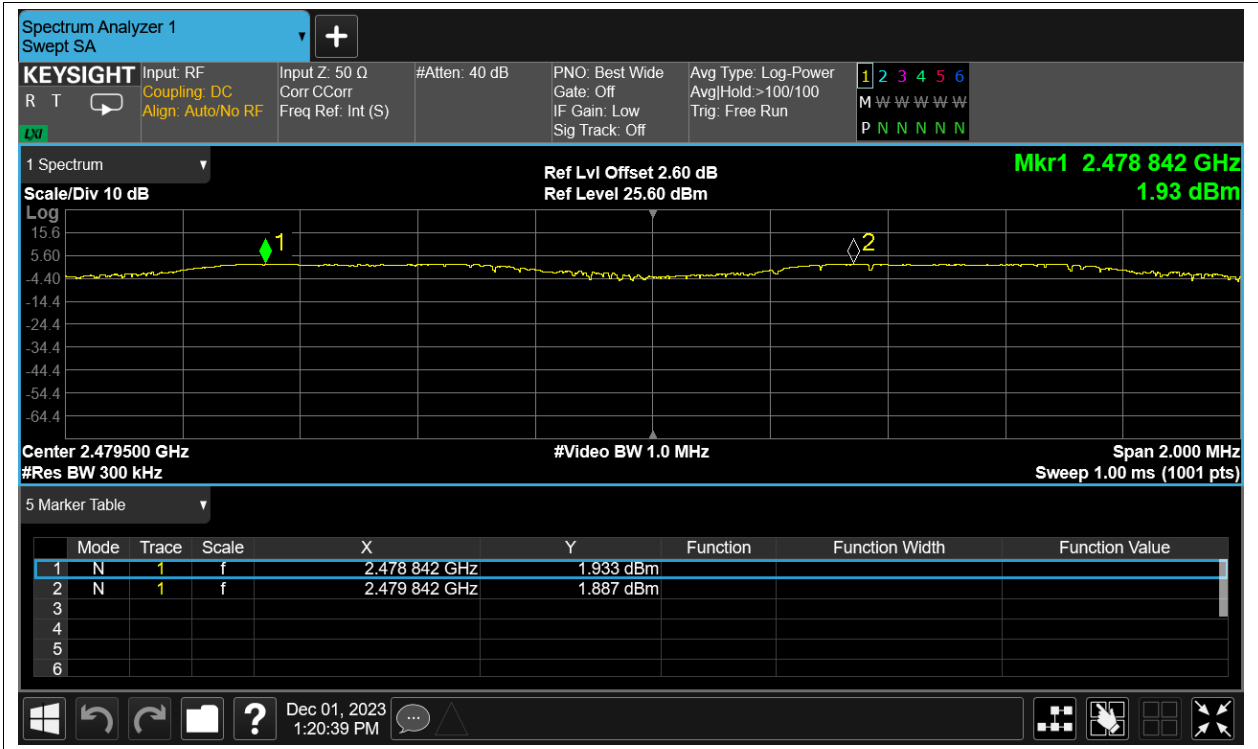 Spectrum Analyzer 1
Swept SA
+
KEYSIGHT
R T
LXI
Input: RF
Coupling: DC
Align: Auto/No RF
Input Z: 50 Ω
Corr CCorr
Freq Ref: Int (S)
#Atten: 40 dB
PNO: Best Wide
Gate: Off
IF Gain: Low
Sig Track: Off
Avg Type: Log-Power
Avg|Hold:>100/100
Trig: Free Run
1 2 3 4 5 6
M W W W W W
P N N N N N
1 Spectrum
Scale/Div 10 dB
Ref Lvl Offset 2.60 dB
Ref Level 25.60 dBm
Mkr1 2.478 842 GHz
1.93 dBm
Log
15.6
5.60
-4.40
-14.4
-24.4
-34.4
-44.4
-54.4
-64.4
1
2
Center 2.479500 GHz
#Res BW 300 kHz
#Video BW 1.0 MHz
Span 2.000 MHz
Sweep 1.00 ms (1001 pts)
5 Marker Table
Mode Trace Scale X Y Function Function Width Function Value
1 N 1 f 2.478 842 GHz 1.933 dBm
2 N 1 f 2.479 842 GHz 1.887 dBm
3
4
5
6
?
Dec 01, 2023
1:20:39 PM